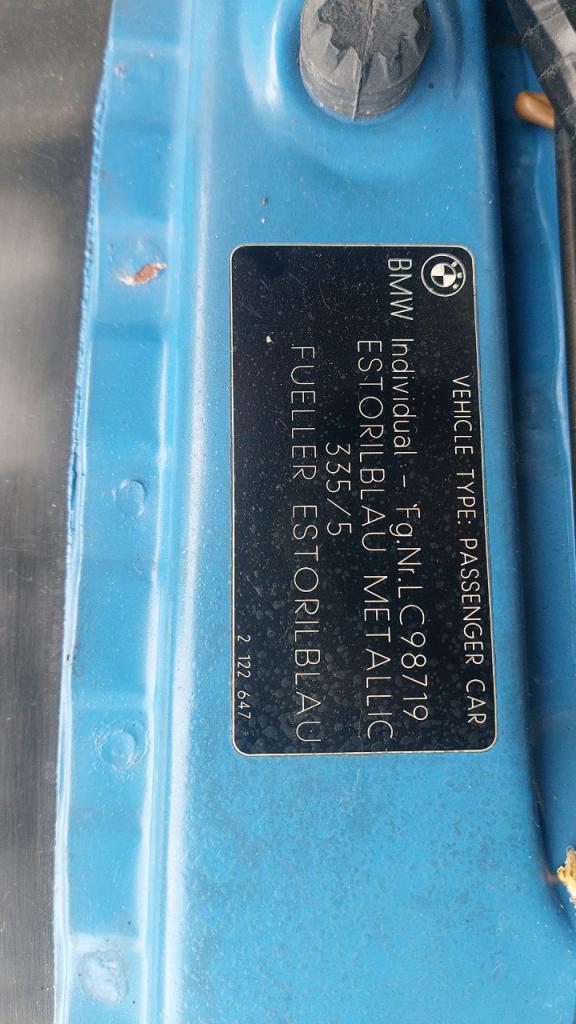 VEHICLE TYPE: PASSENGER CAR
BMW Individual - Fg.Nr.LC98719
ESTORILBLAU METALLIC
335/5
FUELLER ESTORILBLAU
2 122 647